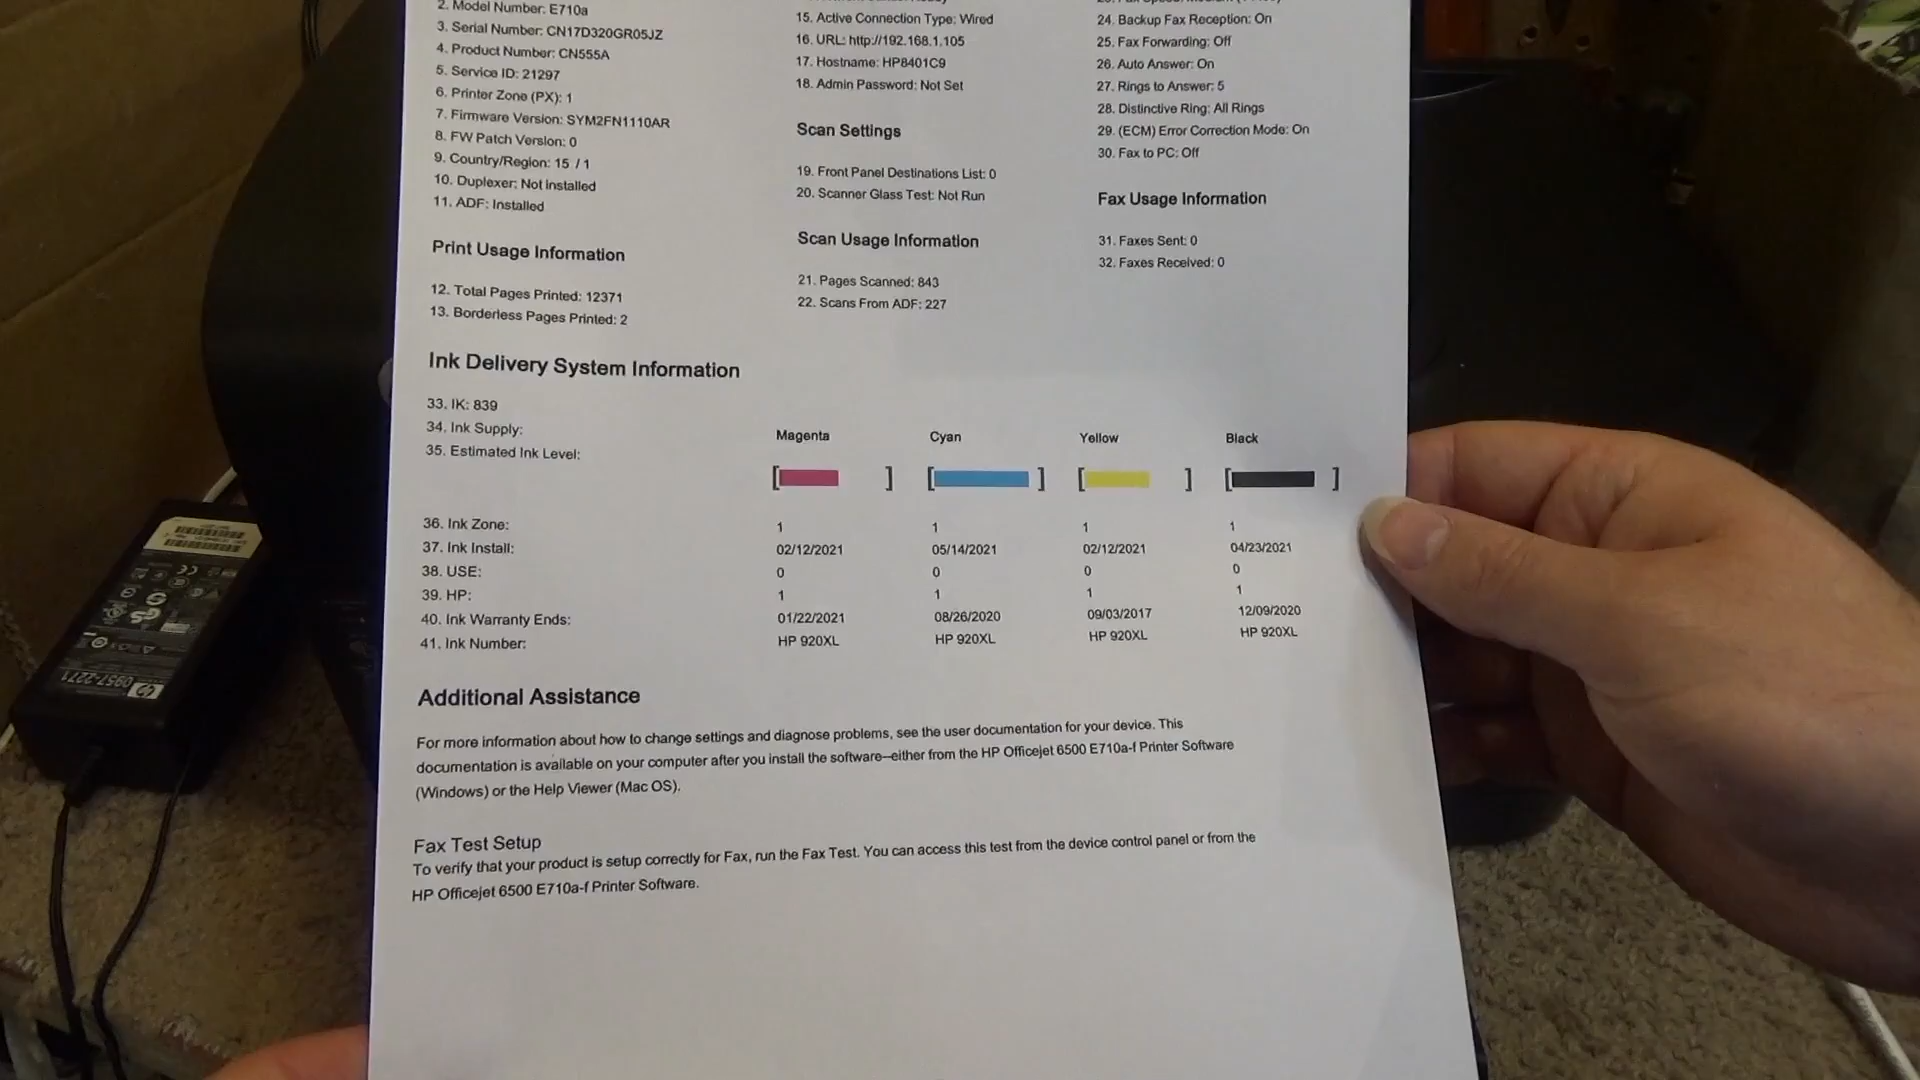 2. Model Number: E710a
3. Serial Number: CN17D320GR05JZ
4. Product Number: CN555A
5. Service ID: 21297
6. Printer Zone (PX): 1
7. Firmware Version: SYM2FN1110AR
8. FW Patch Version: 0
9. Country/Region: 15 / 1
10. Duplexer: Not Installed
11. ADF: Installed
Print Usage Information
12. Total Pages Printed: 12371
13. Borderless Pages Printed: 2
15. Active Connection Type: Wired
16. URL: http://192.168.1.105
17. Hostname: HP8401C9
18. Admin Password: Not Set
Scan Settings
19. Front Panel Destinations List: 0
20. Scanner Glass Test: Not Run
Scan Usage Information
21. Pages Scanned: 843
22. Scans From ADF: 227
24. Backup Fax Reception: On
25. Fax Forwarding: Off
26. Auto Answer: On
27. Rings to Answer: 5
28. Distinctive Ring: All Rings
29. (ECM) Error Correction Mode: On
30. Fax to PC: Off
Fax Usage Information
31. Faxes Sent: 0
32. Faxes Received: 0
Ink Delivery System Information
33. IK: 839
34. Ink Supply:
Magenta Cyan Yellow Black
35. Estimated Ink Level:
[ ] [ ] [ ] [ ]
36. Ink Zone: 1 1 1 1
37. Ink Install: 02/12/2021 05/14/2021 02/12/2021 04/23/2021
38. USE: 0 0 0 0
39. HP: 1 1 1 1
40. Ink Warranty Ends: 01/22/2021 08/26/2020 09/03/2017 12/09/2020
41. Ink Number: HP 920XL HP 920XL HP 920XL HP 920XL
Additional Assistance
For more information about how to change settings and diagnose problems, see the user documentation for your device. This
documentation is available on your computer after you install the software--either from the HP Officejet 6500 E710a-f Printer Software
(Windows) or the Help Viewer (Mac OS).
Fax Test Setup
To verify that your product is setup correctly for Fax, run the Fax Test. You can access this test from the device control panel or from the
HP Officejet 6500 E710a-f Printer Software.
0957-2271
hp